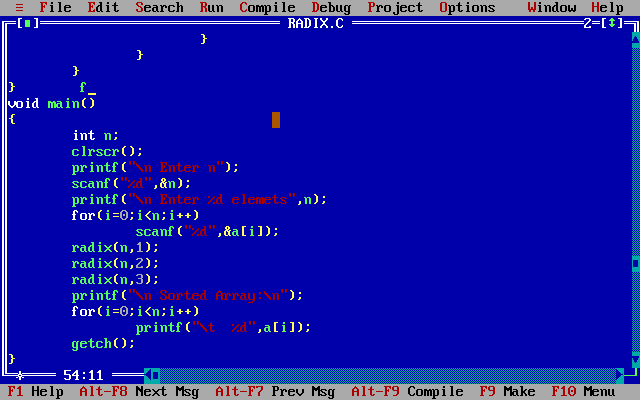 ≡ File Edit Search Run Compile Debug Project Options Window Help
[■] RADIX.C 2=[↕]
}
}
}
} f_
void main()
{
int n;
clrscr();
printf("\n Enter n");
scanf("%d",&n);
printf("\n Enter %d elemets",n);
for(i=0;i<n;i++)
scanf("%d",&a[i]);
radix(n,1);
radix(n,2);
radix(n,3);
printf("\n Sorted Array:\n");
for(i=0;i<n;i++)
printf("\t %d",a[i]);
getch();
}
54:11
F1 Help Alt-F8 Next Msg Alt-F7 Prev Msg Alt-F9 Compile F9 Make F10 Menu